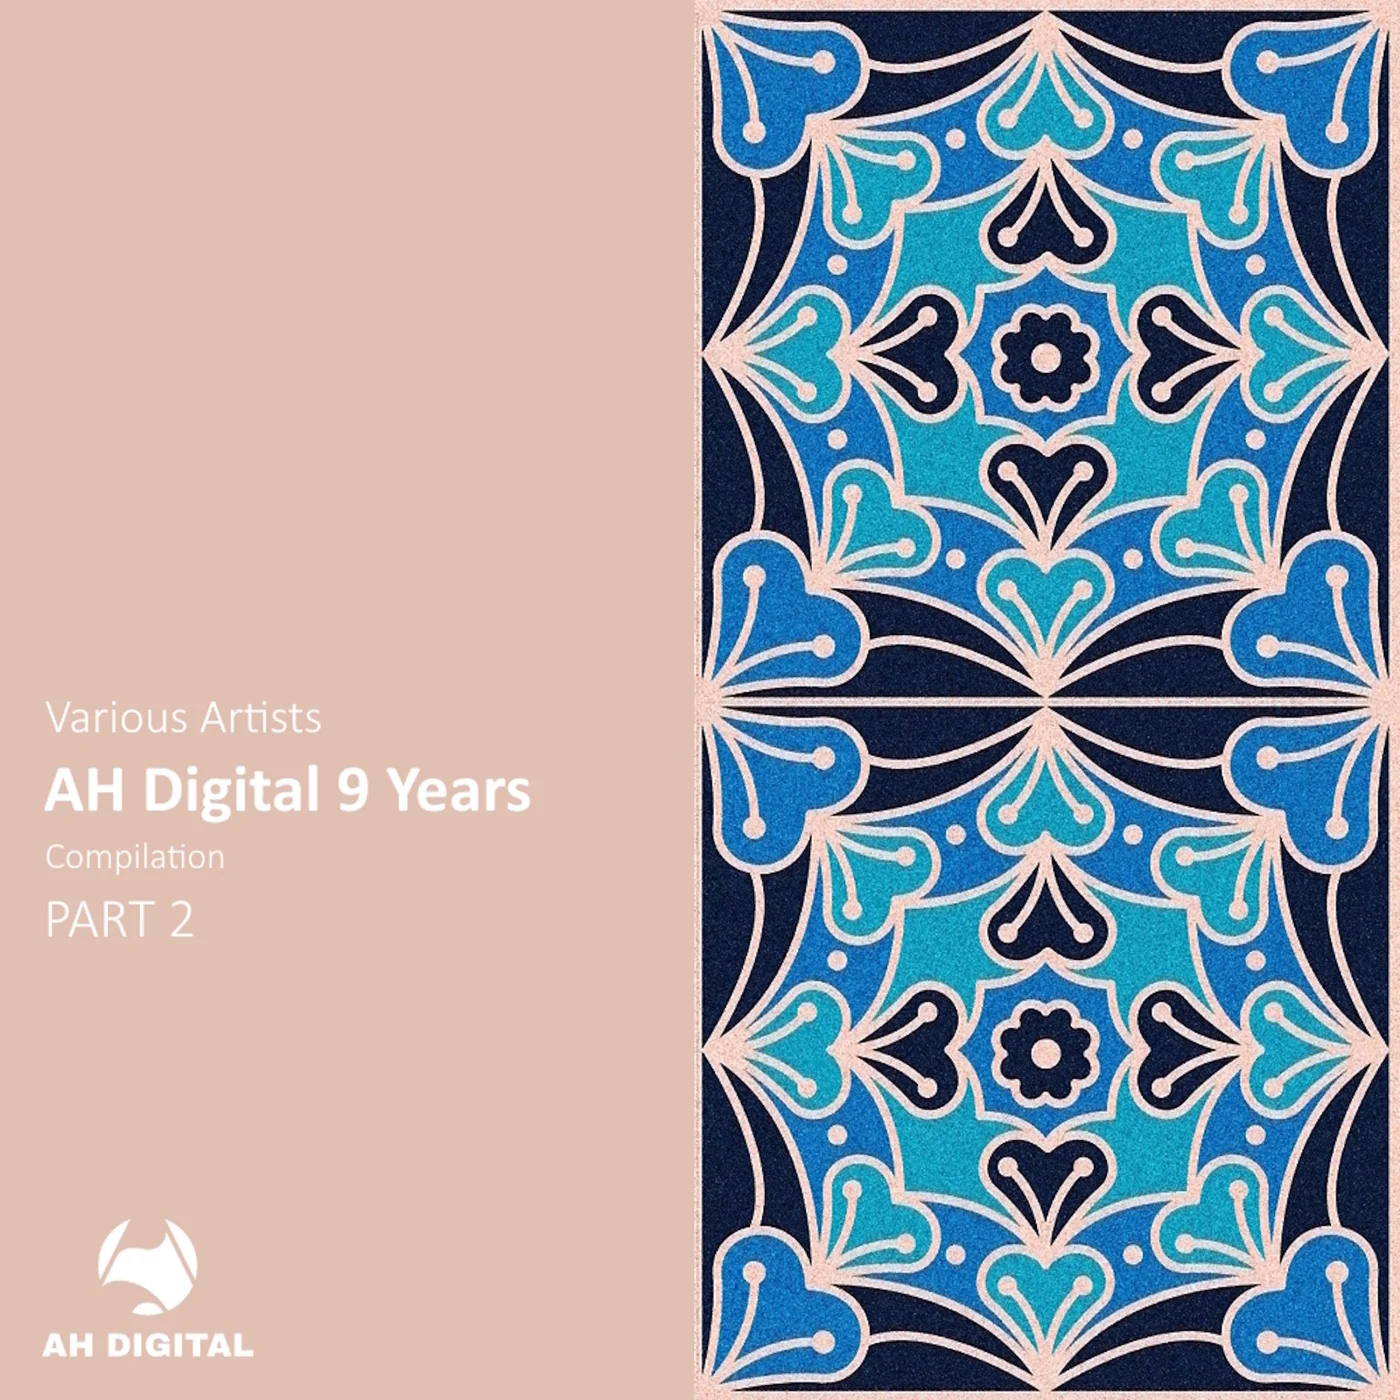 Various Artists
AH Digital 9 Years
Compilation
PART 2
AH DIGITAL